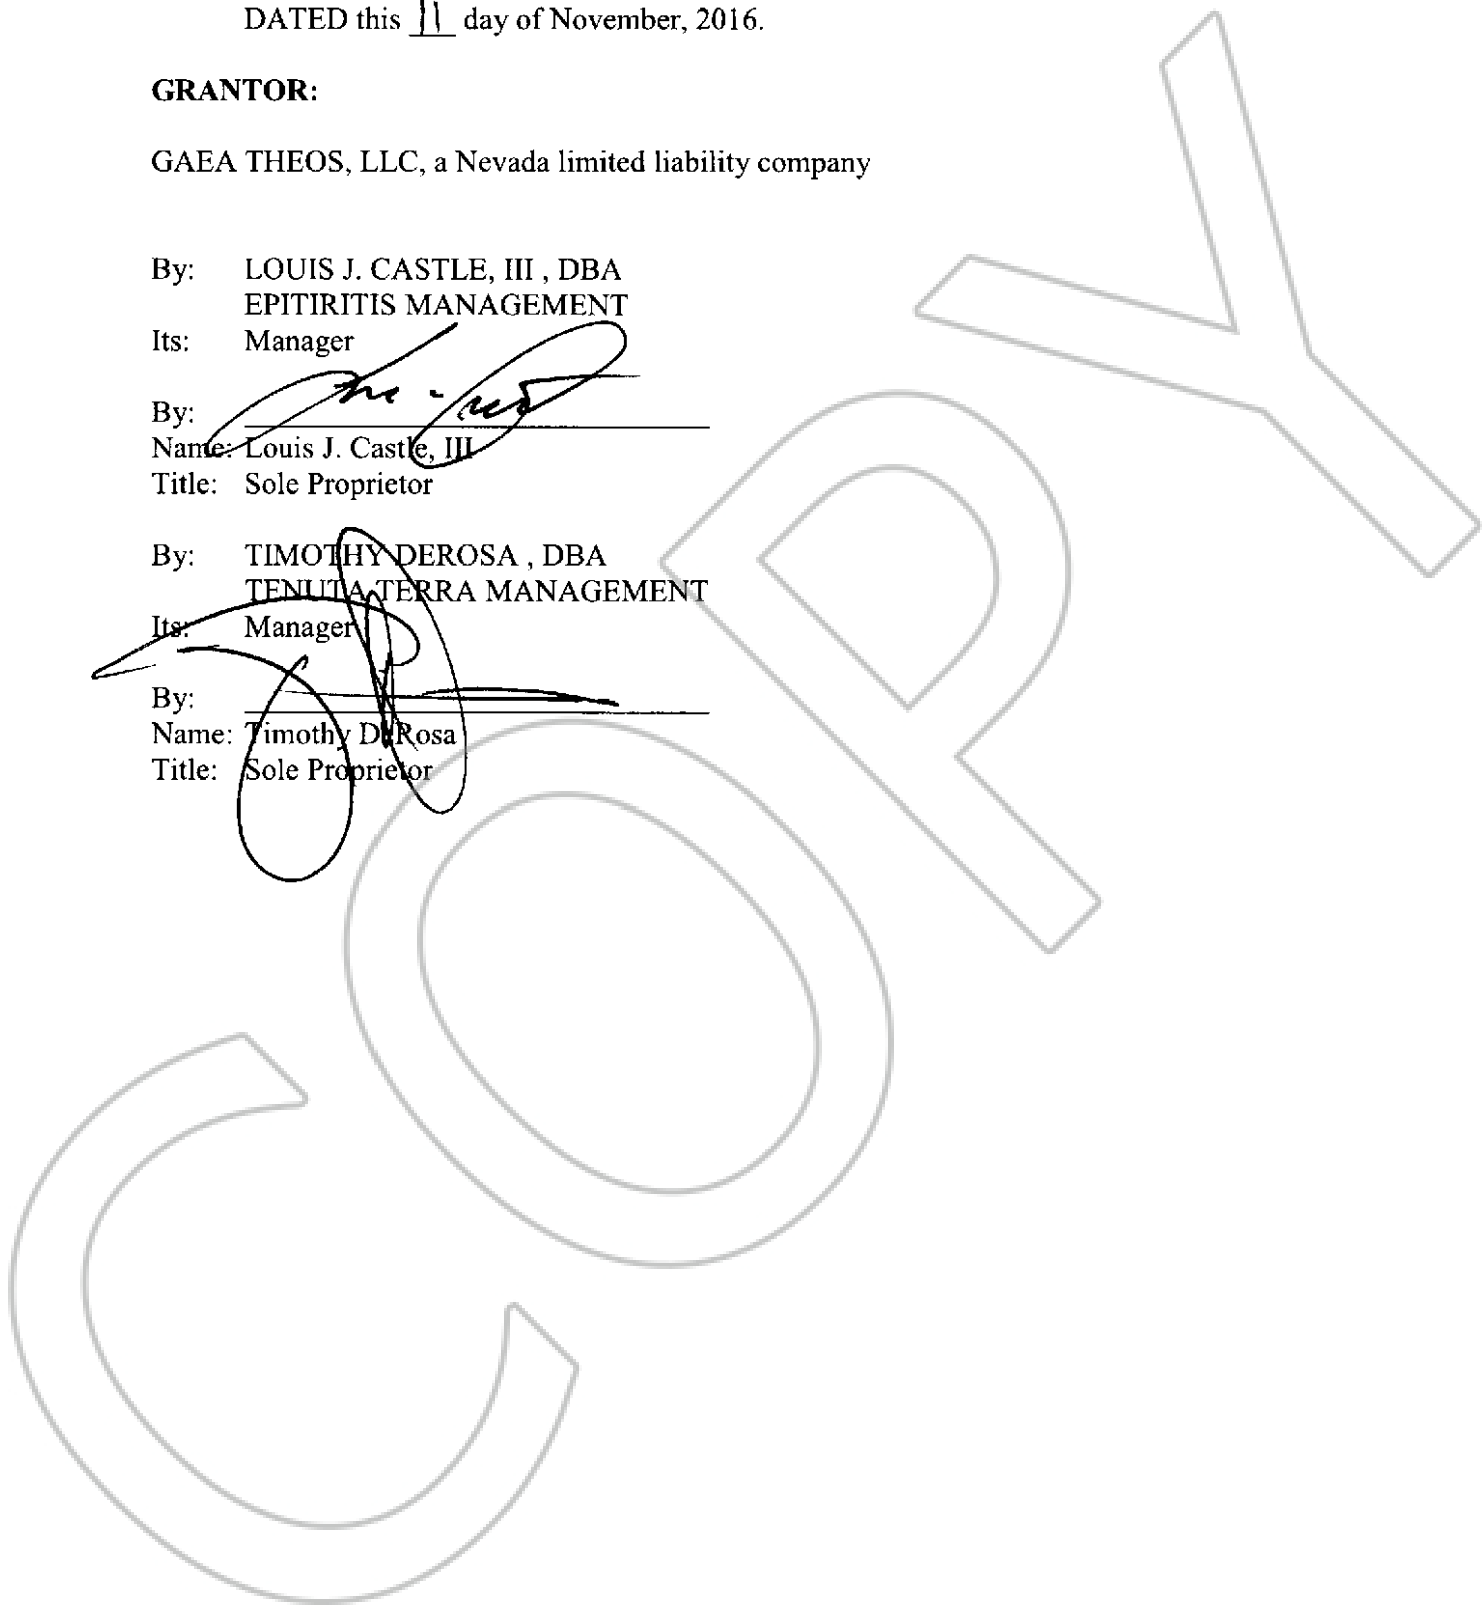 DATED this 11 day of November, 2016.
GRANTOR:
GAEA THEOS, LLC, a Nevada limited liability company
By: LOUIS J. CASTLE, III , DBA
EPITIRITIS MANAGEMENT
Its: Manager
By:
Name: Louis J. Castle, III
Title: Sole Proprietor
By: TIMOTHY DEROSA , DBA
TENUTA TERRA MANAGEMENT
Its: Manager
By:
Name: Timothy DeRosa
Title: Sole Proprietor
COPY